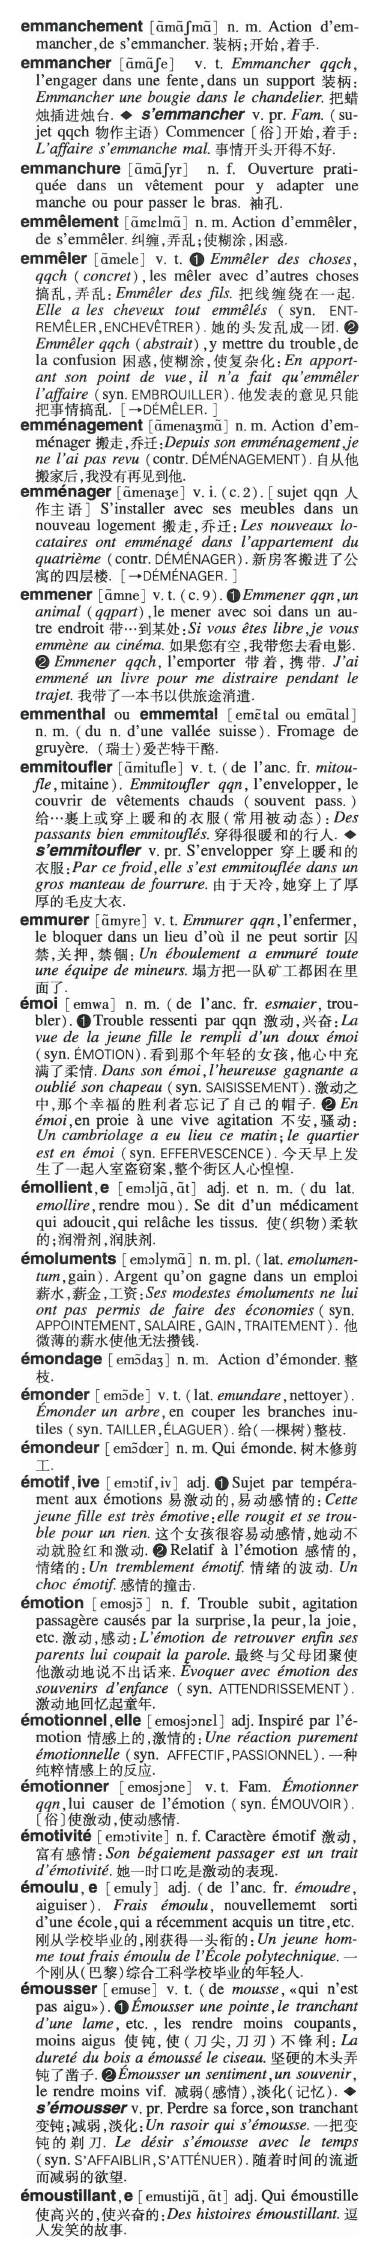 emmanchement [ɑ̃mɑ̃ʃmɑ̃] n. m. Action d'em-
mancher,de s'emmancher. 装柄;开始,着手.
emmancher [ɑ̃mɑ̃ʃe] v. t. Emmancher qqch,
l'engager dans une fente,dans un support 装柄:
Emmancher une bougie dans le chandelier. 把蜡
烛插进烛台. ◆ s'emmancher v. pr. Fam. (su-
jet qqch 物作主语) Commencer [俗]开始,着手:
L'affaire s'emmanche mal. 事情开头开得不好.
emmanchure [ɑ̃mɑ̃ʃyr] n. f. Ouverture prati-
quée dans un vêtement pour y adapter une
manche ou pour passer le bras. 袖孔.
emmêlement [ɑ̃mɛlmɑ̃] n. m. Action d'emmêler,
de s'emmêler. 纠缠,弄乱;使糊涂,困惑.
emmêler [ɑ̃mele] v. t. ❶ Emmêler des choses,
qqch (concret),les mêler avec d'autres choses
搞乱,弄乱:Emmêler des fils. 把线缠绕在一起.
Elle a les cheveux tout emmêlés (syn. ENT-
REMÊLER,ENCHEVÊTRER). 她的头发乱成一团. ❷
Emmêler qqch (abstrait),y mettre du trouble,de
la confusion 困惑,使糊涂,使复杂化:En apport-
ant son point de vue, il n'a fait qu'emmêler
l'affaire (syn. EMBROUILLER). 他发表的意见只能
把事情搞乱. [→DÉMÊLER. ]
emménagement [ɑ̃menaʒmɑ̃] n. m. Action d'em-
ménager 搬走,乔迁:Depuis son emménagement,je
ne l'ai pas revu (contr. DÉMÉNAGEMENT). 自从他
搬家后,我没有再见到他.
emménager [ɑ̃menaʒe] v. i. (c. 2). [sujet qqn 人
作主语] S'installer avec ses meubles dans un
nouveau logement 搬走,乔迁:Les nouveaux lo-
cataires ont emménagé dans l'appartement du
quatrième (contr. DÉMÉNAGER). 新房客搬进了公
寓的四层楼. [→DÉMÉNAGER. ]
emmener [ɑ̃mne] v. t. (c. 9). ❶Emmener qqn,un
animal (qqpart),le mener avec soi dans un au-
tre endroit 带…到某处:Si vous êtes libre,je vous
emmène au cinéma. 如果您有空,我带您去看电影.
❷ Emmener qqch, l'emporter 带着, 携带. J'ai
emmené un livre pour me distraire pendant le
trajet. 我带了一本书以供旅途消遣.
emmenthal ou emmemtal [emɛ̃tal ou emɑ̃tal]
n. m. (du n. d'une vallée suisse). Fromage de
gruyère. (瑞士)爱芒特干酪.
emmitoufler [ɑ̃mitufle] v. t. (de l'anc. fr. mitou-
fle,mitaine). Emmitoufler qqn, l'envelopper, le
couvrir de vêtements chauds (souvent pass.)
给…裹上或穿上暖和的衣服(常用被动态): Des
passants bien emmitouflés. 穿得很暖和的行人. ◆
s'emmitoufler v. pr. S'envelopper 穿上暖和的
衣服:Par ce froid,elle s'est emmitouflée dans un
gros manteau de fourrure. 由于天冷,她穿上了厚
厚的毛皮大衣.
emmurer [ɑ̃myre] v. t. Emmurer qqn,l'enfermer,
le bloquer dans un lieu d'où il ne peut sortir 囚
禁,关押,禁锢: Un éboulement a emmuré toute
une équipe de mineurs. 塌方把一队矿工都困在里
面了.
émoi [emwa] n. m. (de l'anc. fr. esmaier, trou-
bler). ❶Trouble ressenti par qqn 激动,兴奋:La
vue de la jeune fille le rempli d'un doux émoi
(syn. ÉMOTION). 看到那个年轻的女孩,他心中充
满了柔情. Dans son émoi,l'heureuse gagnante a
oublié son chapeau (syn. SAISISSEMENT). 激动之
中,那个幸福的胜利者忘记了自己的帽子. ❷ En
émoi,en proie à une vive agitation 不安,骚动:
Un cambriolage a eu lieu ce matin; le quartier
est en émoi (syn. EFFERVESCENCE). 今天早上发
生了一起入室盗窃案,整个街区人心惶惶.
émollient,e [emɔljɑ̃,ɑ̃t] adj. et n. m. (du lat.
emollire,rendre mou). Se dit d'un médicament
qui adoucit,qui relâche les tissus. 使(织物)柔软
的;润滑剂,润肤剂.
émoluments [emɔlymɑ̃] n. m. pl. (lat. emolumen-
tum,gain). Argent qu'on gagne dans un emploi
薪水,薪金,工资:Ses modestes émoluments ne lui
ont pas permis de faire des économies (syn.
APPOINTEMENT,SALAIRE,GAIN,TRAITEMENT). 他
微薄的薪水使他无法攒钱.
émondage [emɔ̃daʒ] n. m. Action d'émonder. 整
枝.
émonder [emɔ̃de] v. t. (lat. emundare,nettoyer).
Émonder un arbre,en couper les branches inu-
tiles (syn. TAILLER,ÉLAGUER). 给(一棵树)整枝.
émondeur [emɔ̃dœr] n. m. Qui émonde. 树木修剪
工.
émotif,ive [emɔtif,iv] adj. ❶ Sujet par tempéra-
ment aux émotions 易激动的,易动感情的: Cette
jeune fille est très émotive:elle rougit et se trou-
ble pour un rien. 这个女孩很容易动感情,她动不
动就脸红和激动. ❷Relatif à l'émotion 感情的,
情绪的:Un tremblement émotif. 情绪的波动. Un
choc émotif. 感情的撞击.
émotion [emosjɔ̃] n. f. Trouble subit, agitation
passagère causés par la surprise,la peur,la joie,
etc. 激动,感动:L'émotion de retrouver enfin ses
parents lui coupait la parole. 最终与父母团聚使
他激动地说不出话来. Évoquer avec émotion des
souvenirs d'enfance (syn. ATTENDRISSEMENT).
激动地回忆起童年.
émotionnel,elle [emosjɔnɛl] adj. Inspiré par l'é-
motion 情感上的,激情的: Une réaction purement
émotionnelle (syn. AFFECTIF,PASSIONNEL). 一种
纯粹情感上的反应.
émotionner [emosjɔne] v. t. Fam. Émotionner
qqn,lui causer de l'émotion (syn. ÉMOUVOIR).
[俗]使激动,使动感情.
émotivité [emɔtivite] n. f. Caractère émotif 激动,
富有感情: Son bégaiement passager est un trait
d'émotivité. 她一时口吃是激动的表现.
émoulu, e [emuly] adj. (de l'anc. fr. émoudre,
aiguiser). Frais émoulu, nouvellememt sorti
d'une école,qui a récemment acquis un titre,etc.
刚从学校毕业的,刚获得一头衔的:Un jeune hom-
me tout frais émoulu de l'École polytechnique. 一
个刚从(巴黎)综合工科学校毕业的年轻人.
émousser [emuse] v. t. (de mousse, «qui n'est
pas aigu»). ❶Émousser une pointe,le tranchant
d'une lame, etc., les rendre moins coupants,
moins aigus 使钝,使(刀尖,刀刃)不锋利: La
dureté du bois a émoussé le ciseau. 坚硬的木头弄
钝了凿子. ❷Émousser un sentiment,un souvenir,
le rendre moins vif. 减弱(感情),淡化(记忆). ◆
s'émousser v. pr. Perdre sa force,son tranchant
变钝;减弱,淡化:Un rasoir qui s'émousse. 一把变
钝的剃刀. Le désir s'émousse avec le temps
(syn. S'AFFAIBLIR,S'ATTÉNUER). 随着时间的流逝
而减弱的欲望.
émoustillant,e [emustijɑ̃,ɑ̃t] adj. Qui émoustille
使高兴的,使兴奋的:Des histoires émoustillant. 逗
人发笑的故事.